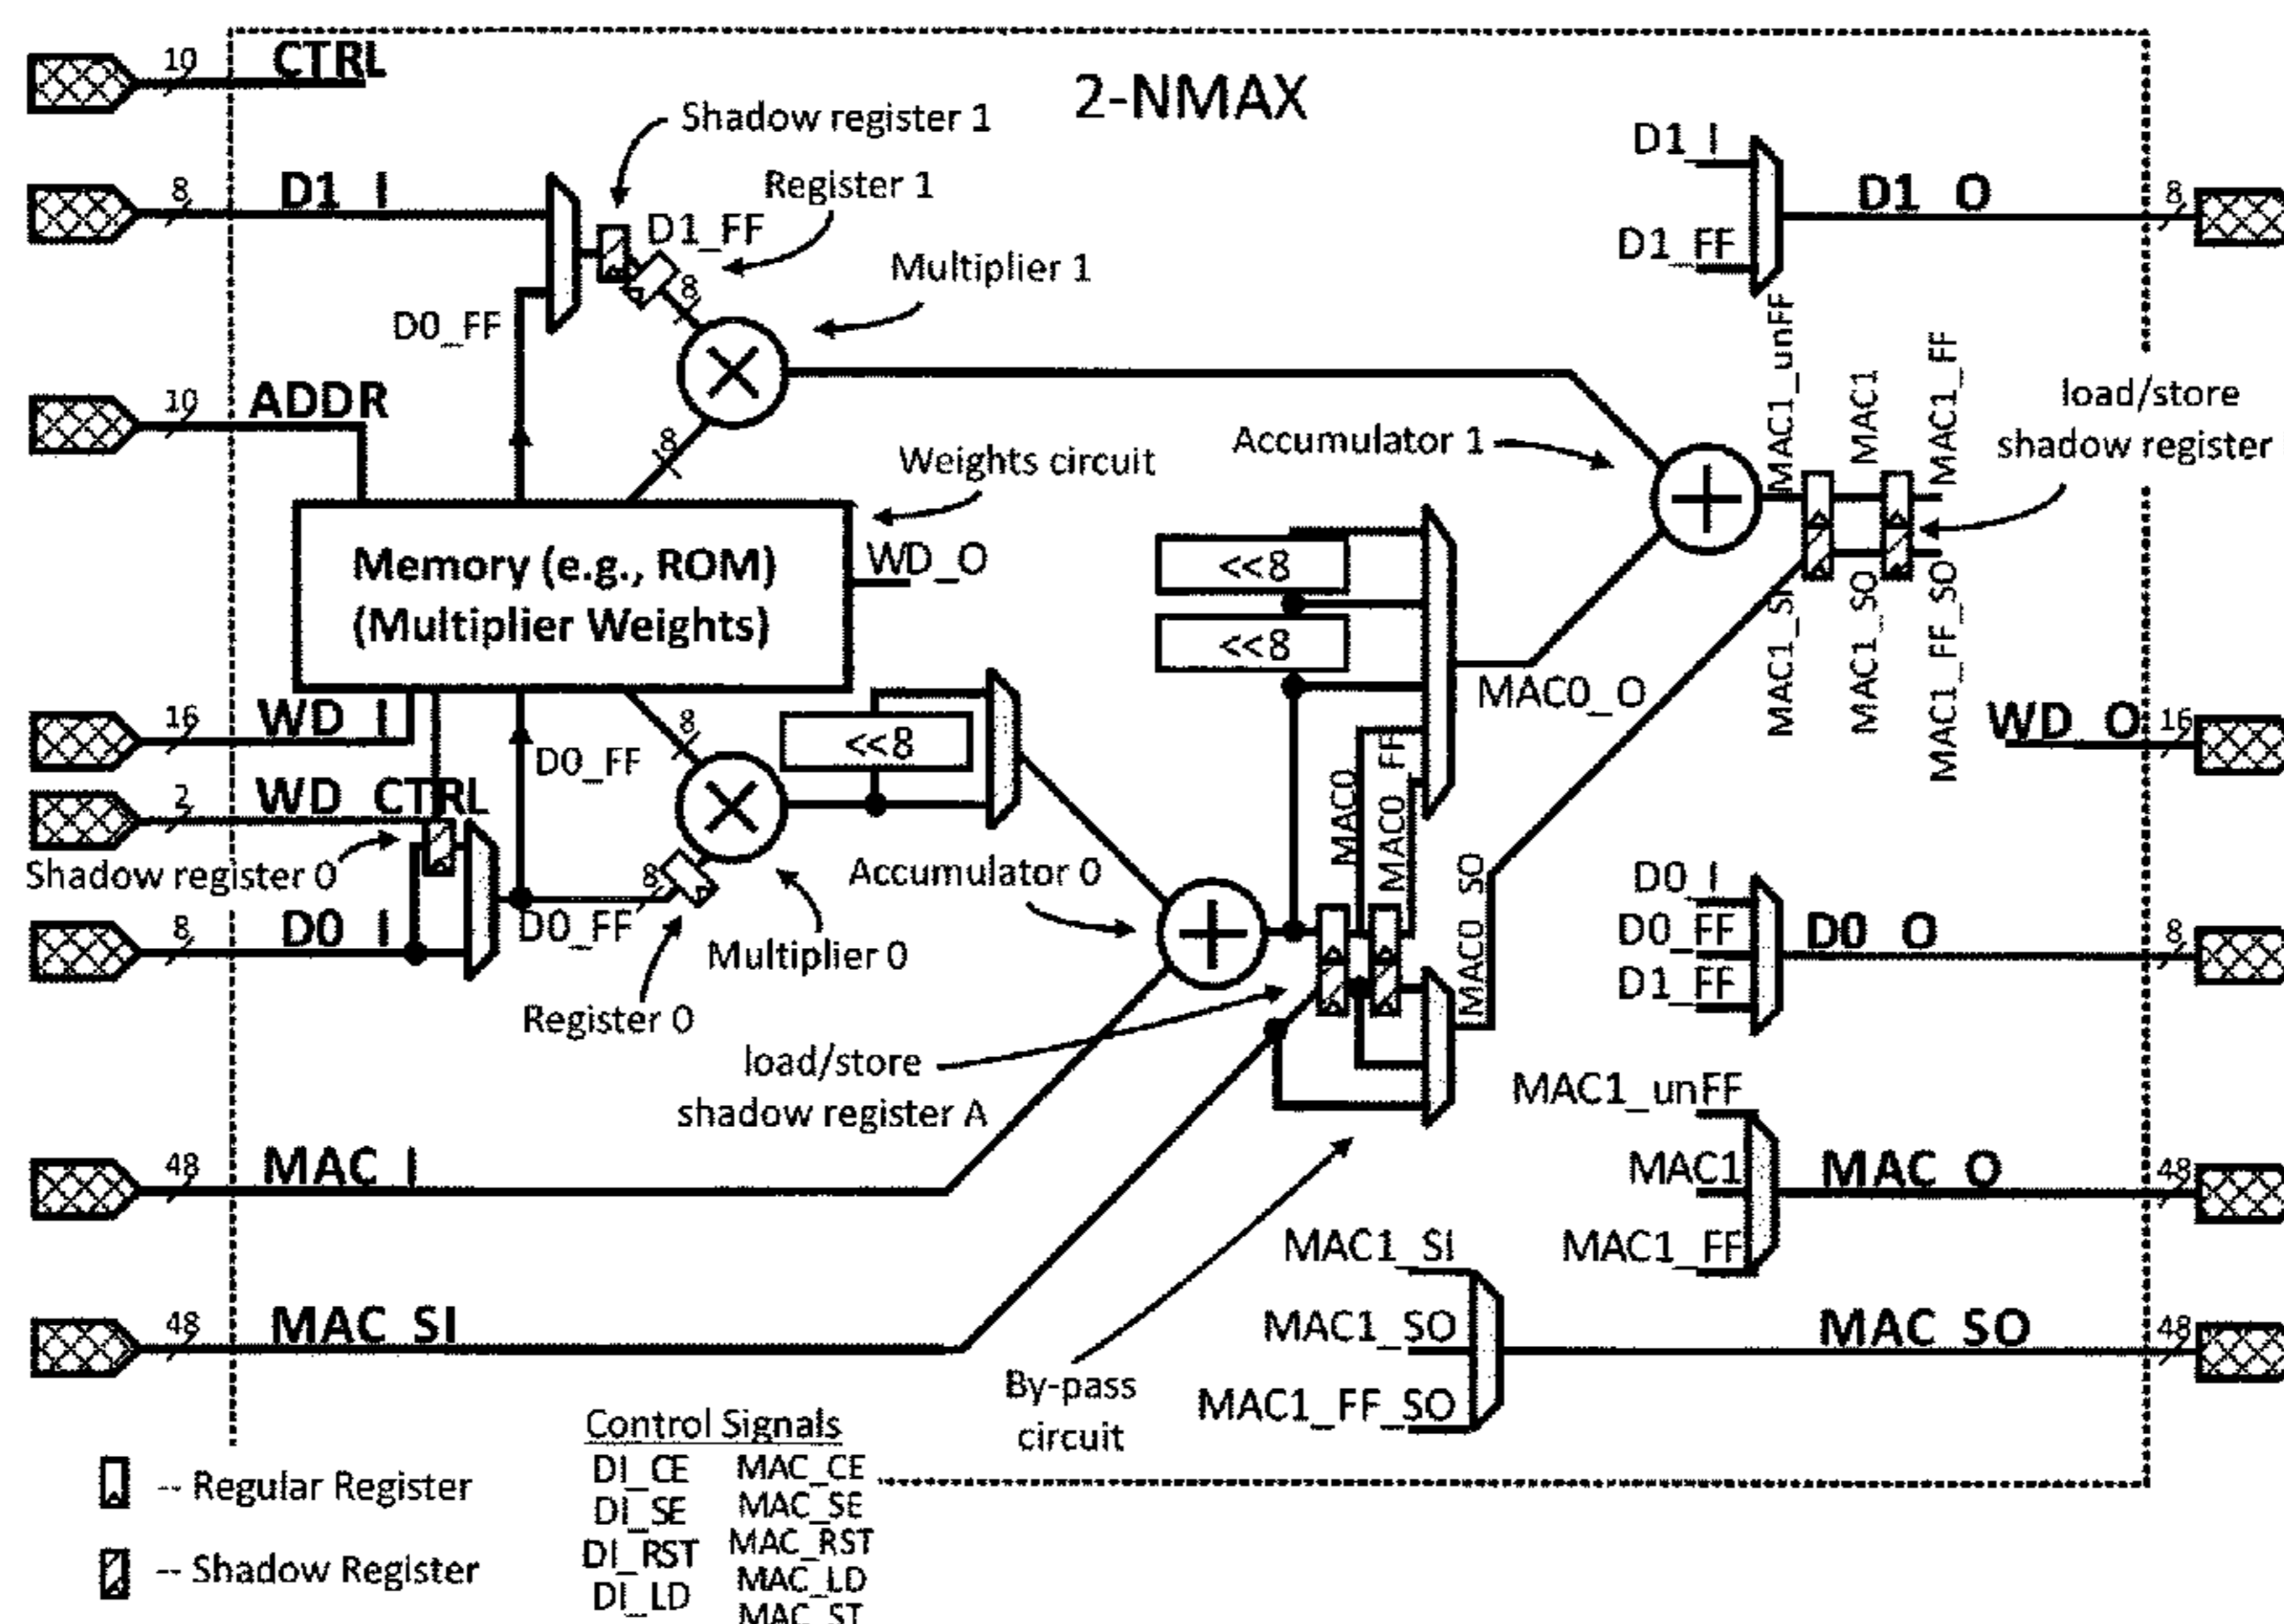 2-NMAX
10
CTRL
Shadow register 1
8
D1_I
Register 1
D1_FF
Multiplier 1
8
D0_FF
D1_I
D1_FF
D1_O
8
10
ADDR
8
Weights circuit
Accumulator 1
MAC1_unFF
MAC1
MAC1_FF
load/store
shadow register
Memory (e.g., ROM)
(Multiplier Weights)
WD_O
<<8
<<8
MAC0_O
MAC1_SI
MAC1_SO
MAC1_FF_SO
16
WD_I
8
<<8
D0_FF
WD_O
16
2
WD_CTRL
Shadow register 0
8
D0_I
D0_FF
8
Register 0
Multiplier 0
Accumulator 0
MAC0
MAC0_FF
MAC0_SO
D0_I
D0_FF
D1_FF
D0_O
8
load/store
shadow register A
48
MAC_I
MAC1_unFF
MAC1
MAC1_FF
MAC_O
48
48
MAC_SI
MAC1_SI
MAC1_SO
MAC1_FF_SO
MAC_SO
48
By-pass
circuit
-- Regular Register
-- Shadow Register
Control Signals
DI_CE MAC_CE
DI_SE MAC_SE
DI_RST MAC_RST
DI_LD MAC_LD
MAC_ST